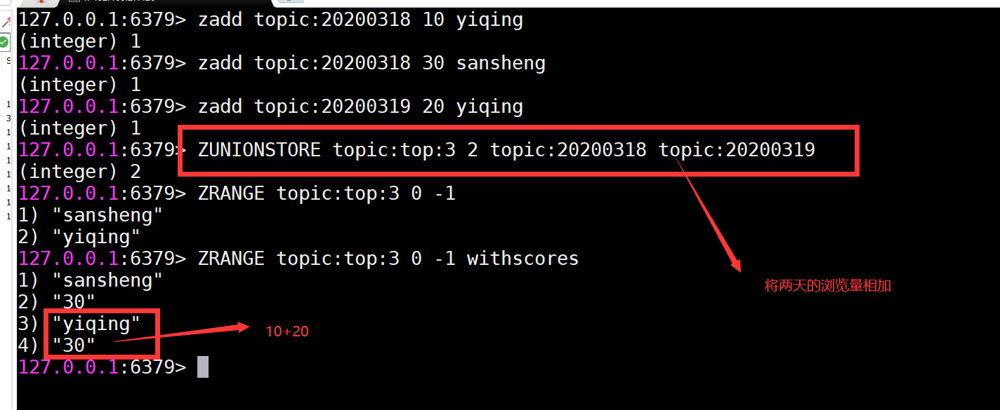 127.0.0.1:6379> zadd topic:20200318 10 yiqing
(integer) 1
127.0.0.1:6379> zadd topic:20200318 30 sansheng
(integer) 1
127.0.0.1:6379> zadd topic:20200319 20 yiqing
(integer) 1
127.0.0.1:6379> ZUNIONSTORE topic:top:3 2 topic:20200318 topic:20200319
(integer) 2
127.0.0.1:6379> ZRANGE topic:top:3 0 -1
1) "sansheng"
2) "yiqing"
127.0.0.1:6379> ZRANGE topic:top:3 0 -1 withscores
1) "sansheng"
将两天的浏览量相加
2) "30"
3) "yiqing"
10+20
4) "30"
127.0.0.1:6379>